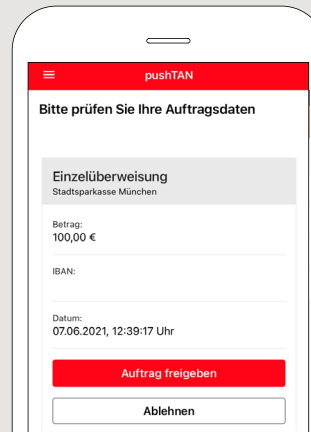 pushTAN
Bitte prüfen Sie Ihre Auftragsdaten
Einzelüberweisung
Stadtsparkasse München
Betrag:
100,00 €
IBAN:
Datum:
07.06.2021, 12:39:17 Uhr
Auftrag freigeben
Ablehnen